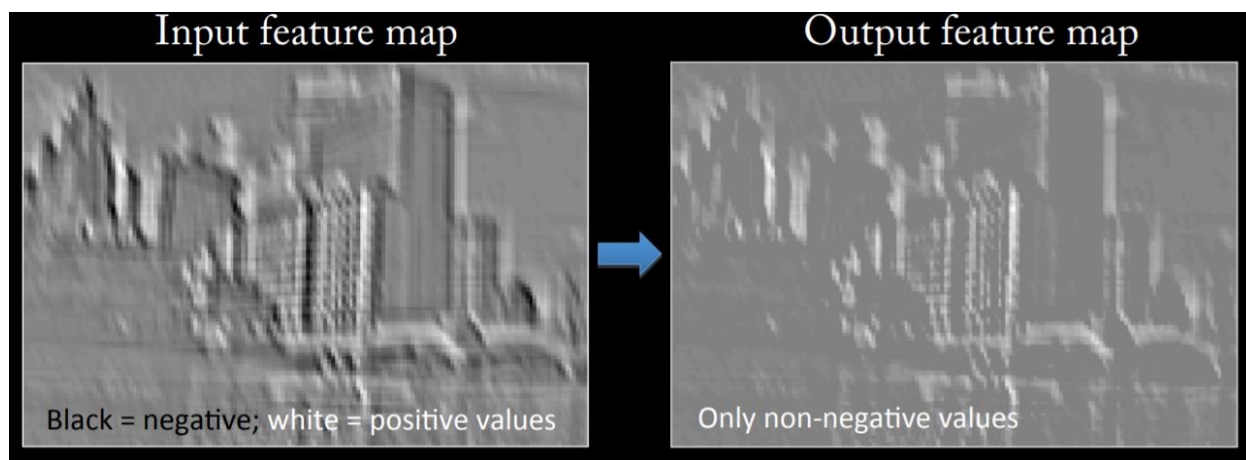 Input feature map
Output feature map
Black = negative; white = positive values
Only non-negative values